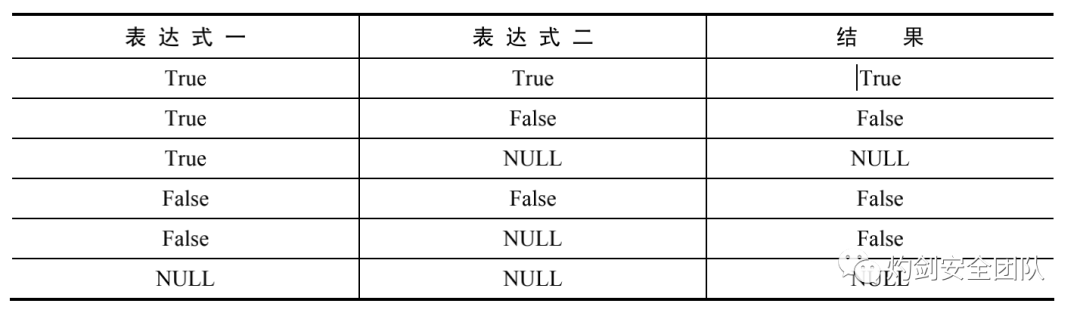 表达式一 表达式二 结果
True True True
True False False
True NULL NULL
False False False
False NULL False
NULL NULL NULL
灼剑安全团队